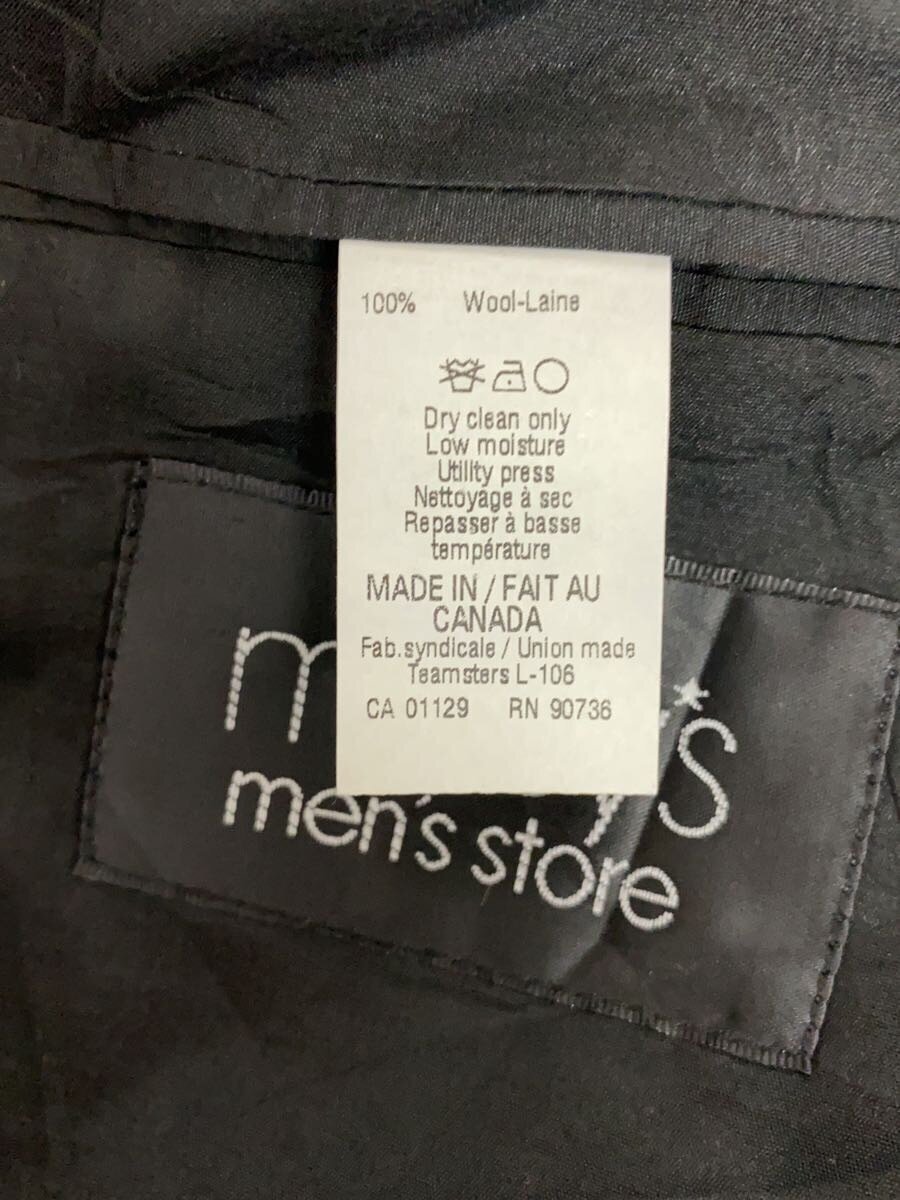 100% Wool-Laine
Dry clean only
Low moisture
Utility press
Nettoyage à sec
Repasser à basse
température
MADE IN / FAIT AU
CANADA
Fab.syndicale / Union made
Teamsters L-106
CA 01129 RN 90736
men's store